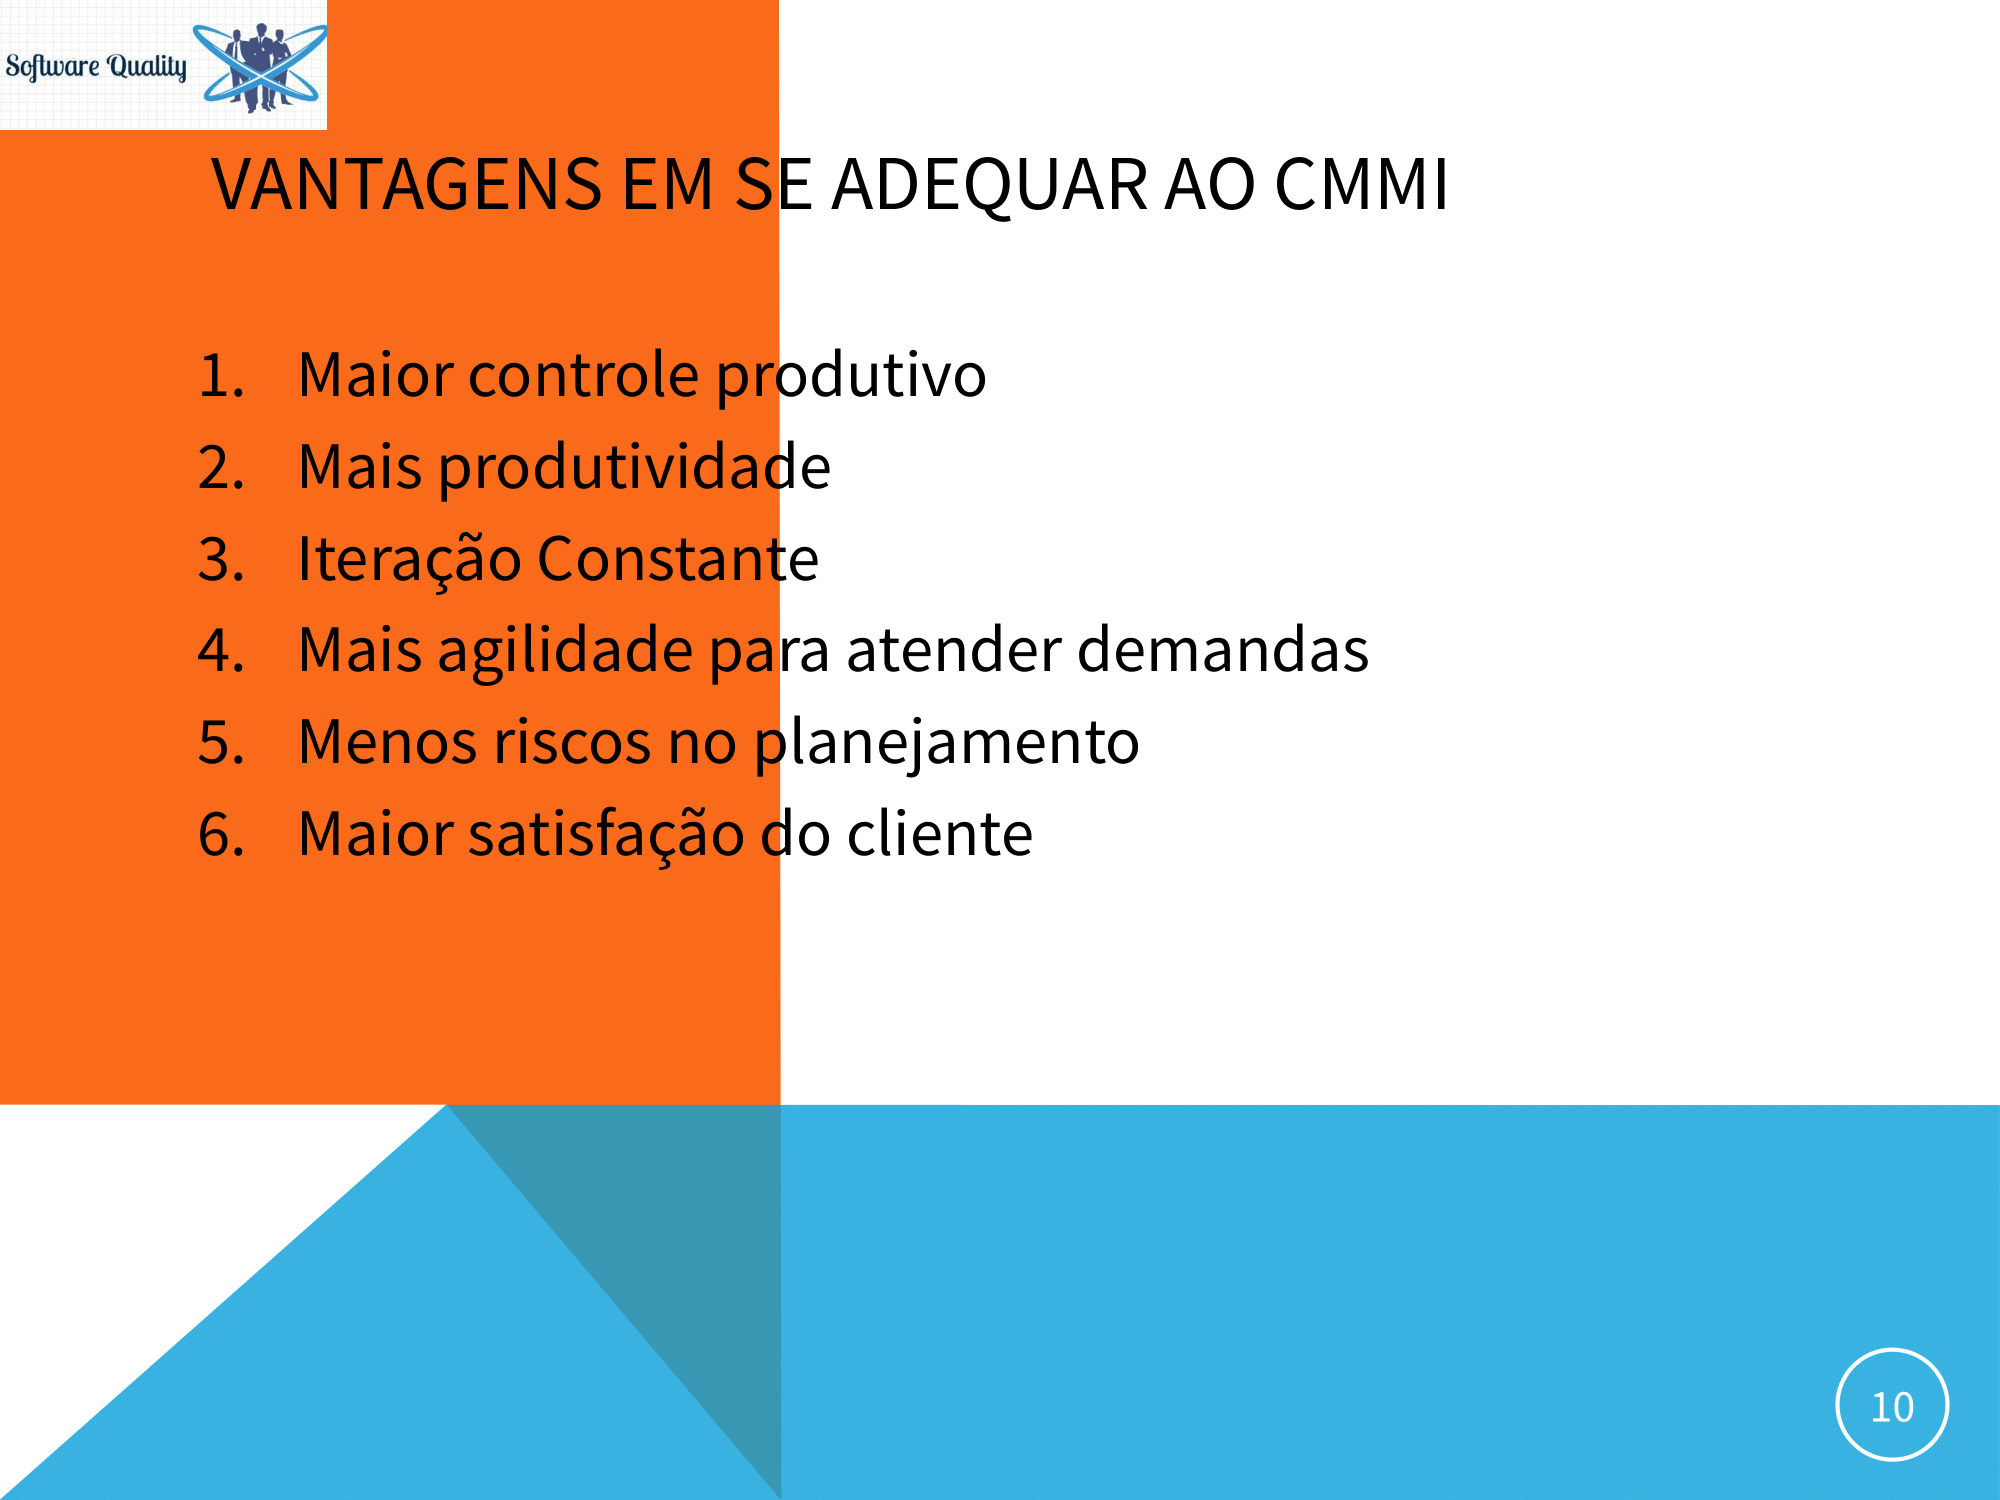 Software Quality
VANTAGENS EM SE ADEQUAR AO CMMI
1. Maior controle produtivo
2. Mais produtividade
3. Iteração Constante
4. Mais agilidade para atender demandas
5. Menos riscos no planejamento
6. Maior satisfação do cliente
10